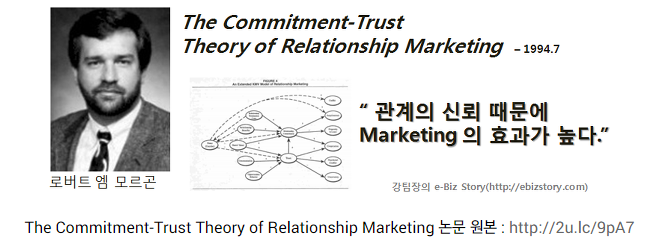 The Commitment-Trust
Theory of Relationship Marketing – 1994.7
“ 관계의 신뢰 때문에
Marketing 의 효과가 높다.”
로버트 엠 모르곤
강팀장의 e-Biz Story(http://ebizstory.com)
The Commitment-Trust Theory of Relationship Marketing 논문 원본 : http://2u.lc/9pA7